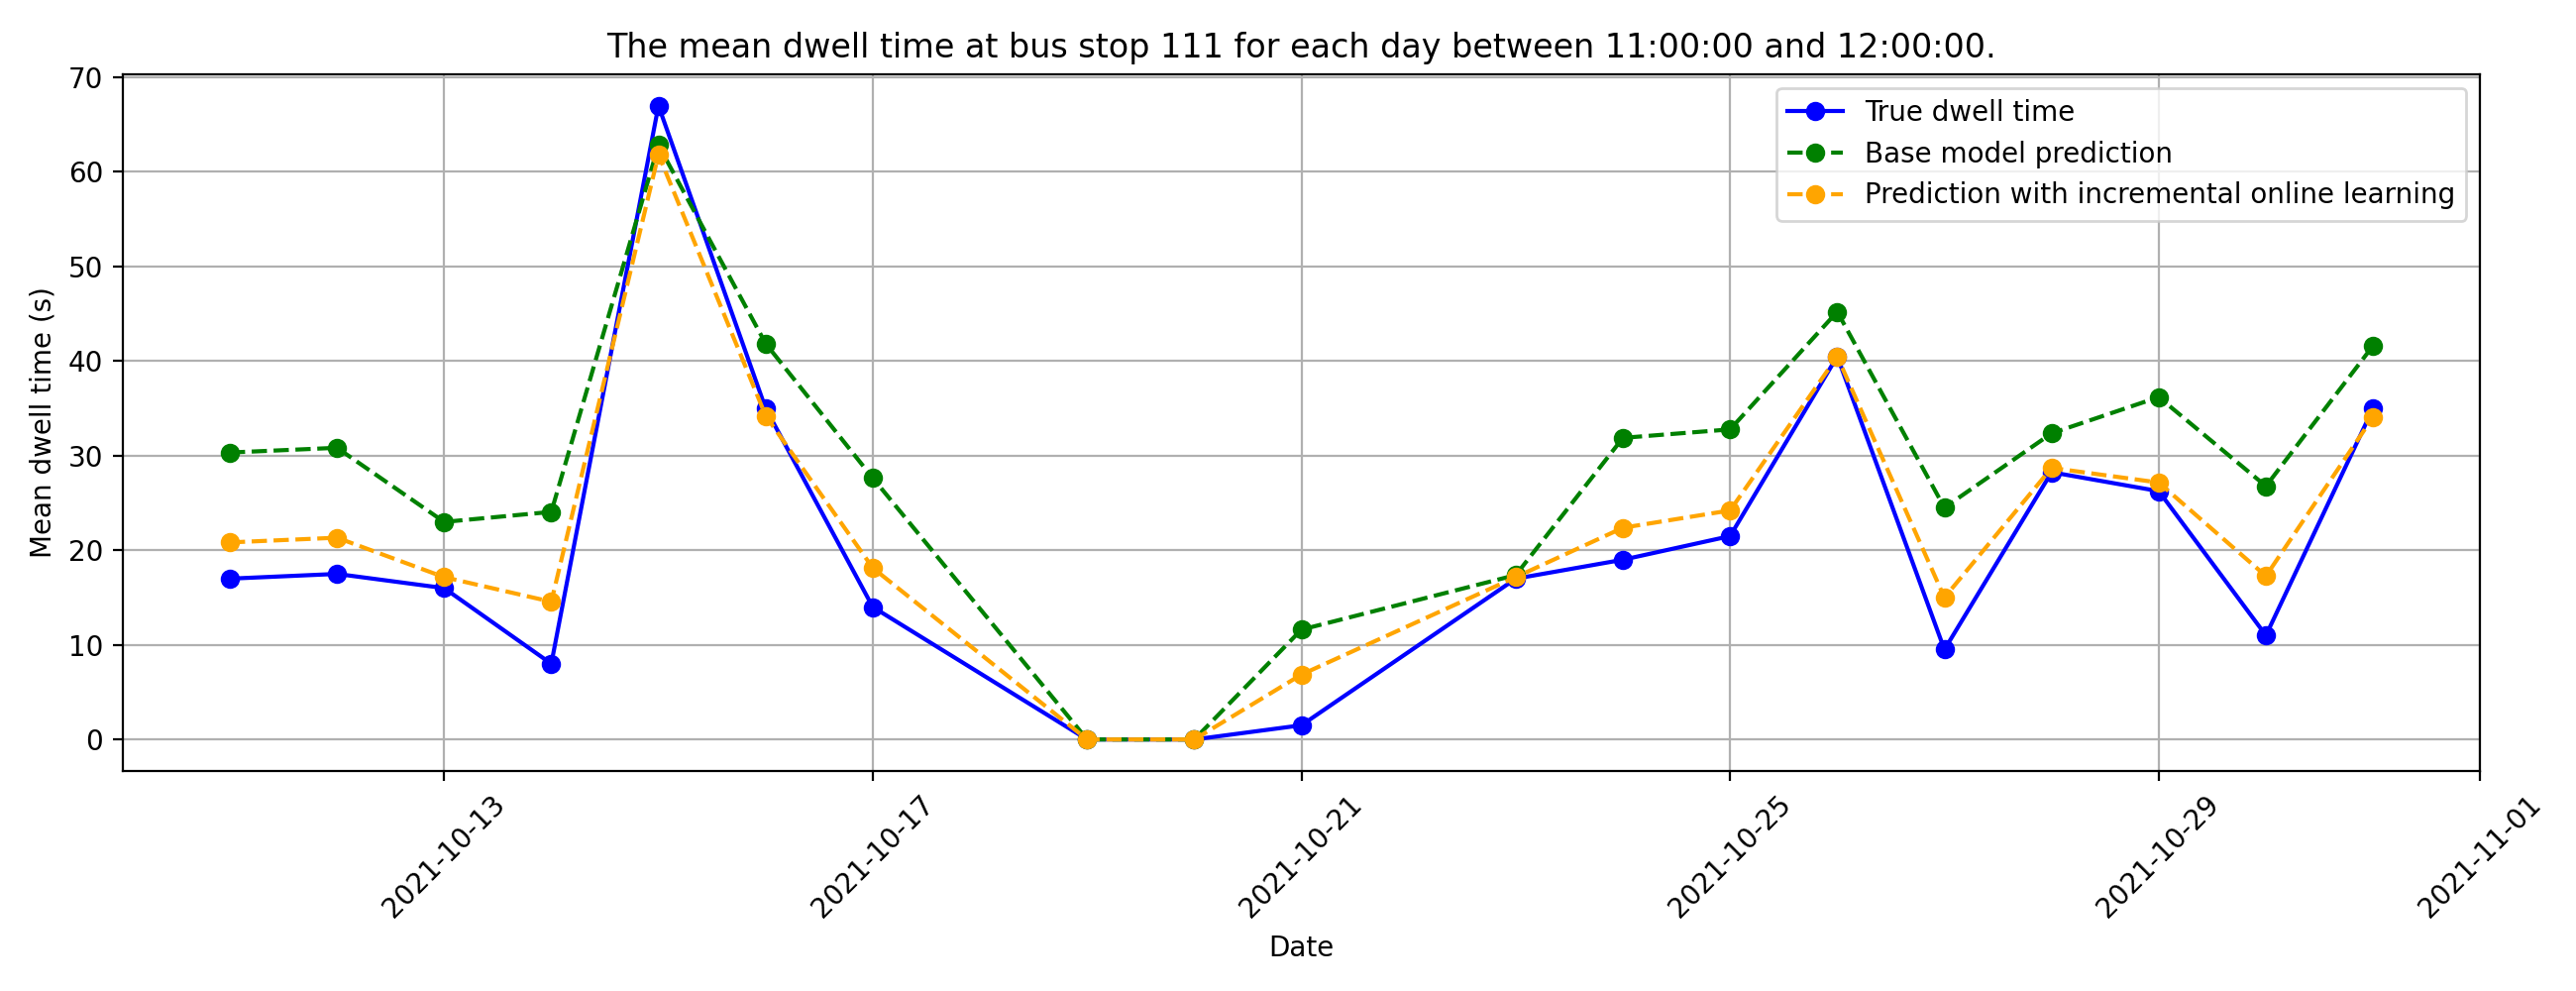 The mean dwell time at bus stop 111 for each day between 11:00:00 and 12:00:00.
True dwell time
Base model prediction
Prediction with incremental online learning
Mean dwell time (s)
70
60
50
40
30
20
10
0
2021-10-13
2021-10-17
2021-10-21
2021-10-25
2021-10-29
2021-11-01
Date